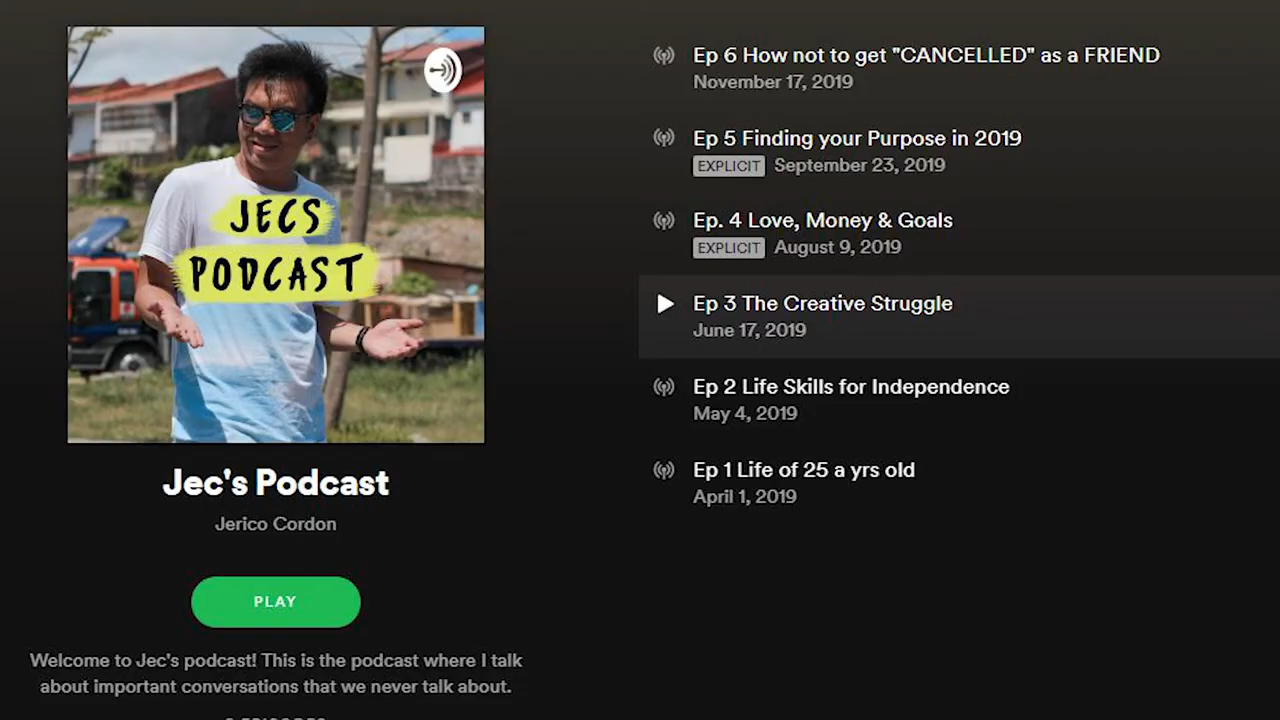 JECS
PODCAST
Jec's Podcast
Jerico Cordon
PLAY
Welcome to Jec's podcast! This is the podcast where I talk
about important conversations that we never talk about.
Ep 6 How not to get "CANCELLED" as a FRIEND
November 17, 2019
Ep 5 Finding your Purpose in 2019
EXPLICIT September 23, 2019
Ep. 4 Love, Money & Goals
EXPLICIT August 9, 2019
Ep 3 The Creative Struggle
June 17, 2019
Ep 2 Life Skills for Independence
May 4, 2019
Ep 1 Life of 25 a yrs old
April 1, 2019